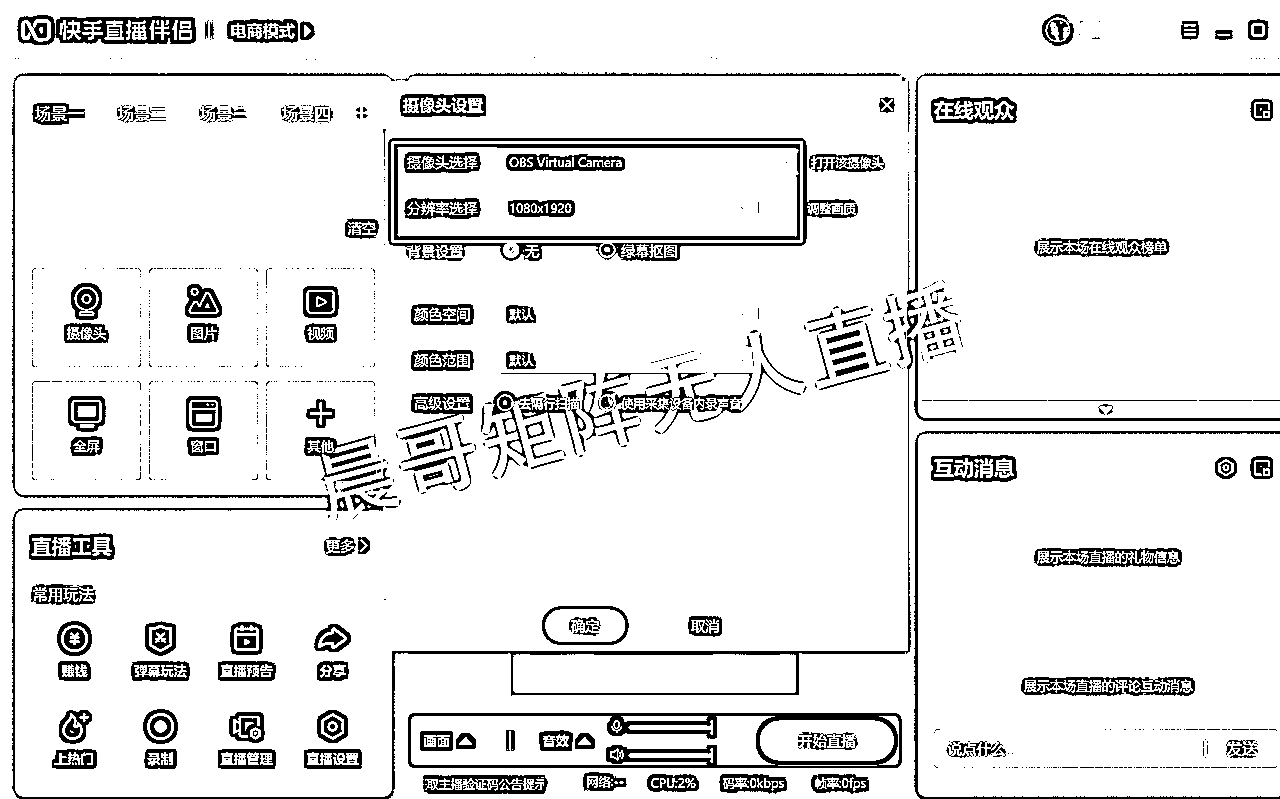 快手直播伴侣 电商模式
场景一 场景二 场景三 场景四
清空
摄像头 图片 视频
全屏 窗口 其他
直播工具 更多
常用玩法
赚钱 弹幕玩法 直播预告 分享
上热门 录制 直播管理 直播设置
摄像头设置
摄像头选择 OBS Virtual Camera 打开该摄像头
分辨率选择 1080x1920 调整画质
背景设置 无 绿幕抠图
颜色空间 默认
颜色范围 默认
高级设置 去隔行扫描 使用采集设备内录声音
确定 取消
晨哥矩阵无人直播
画面 音效 开始直播
取主播验证码公告提示 网络:-- CPU:2% 码率:0kbps 帧率:0fps
在线观众
展示本场在线观众榜单
互动消息
展示本场直播的礼物信息
展示本场直播的评论互动消息
说点什么... 发送